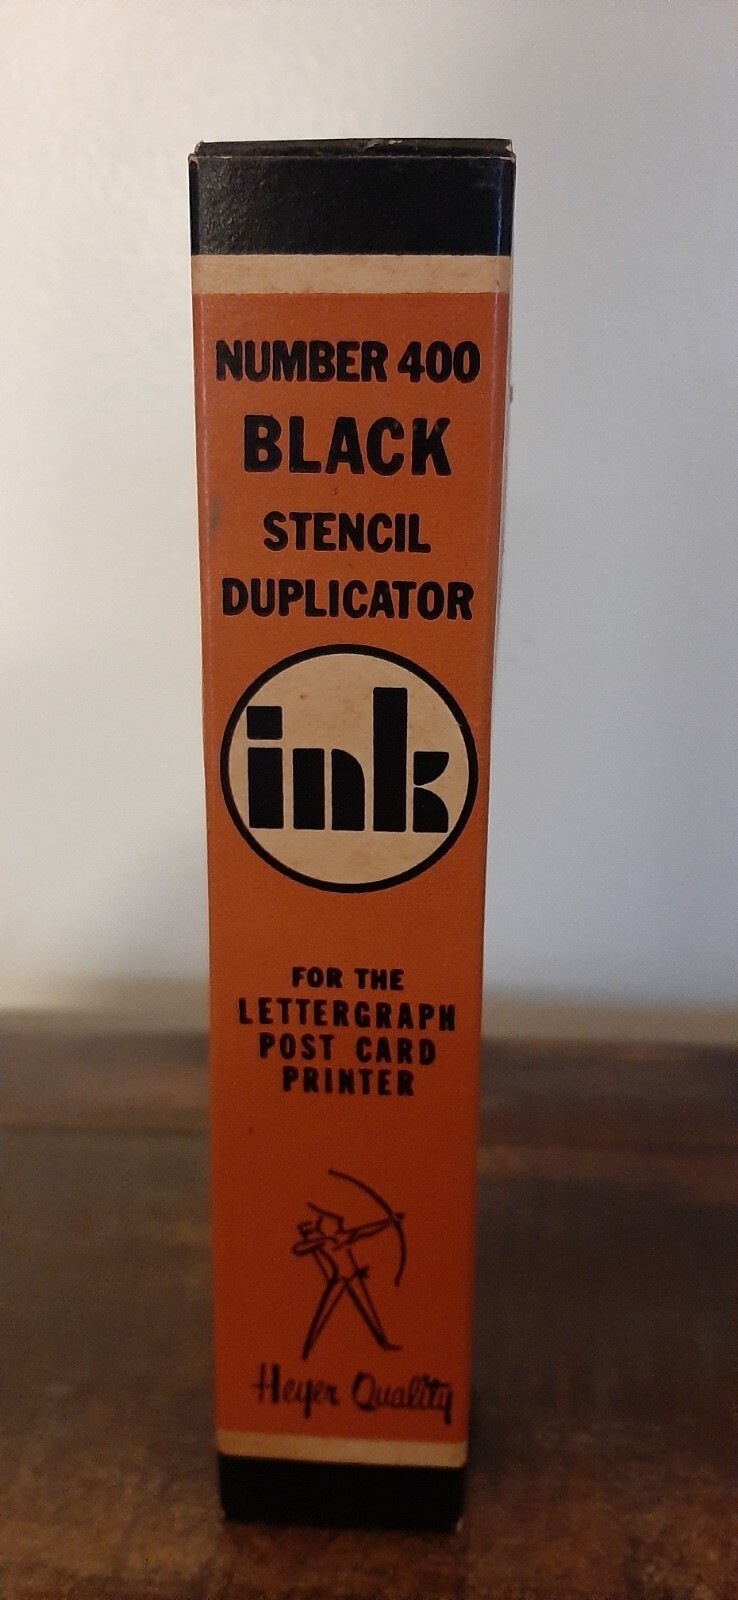 NUMBER 400
BLACK
STENCIL
DUPLICATOR
ink
FOR THE
LETTERGRAPH
POST CARD
PRINTER
Heyer Quality